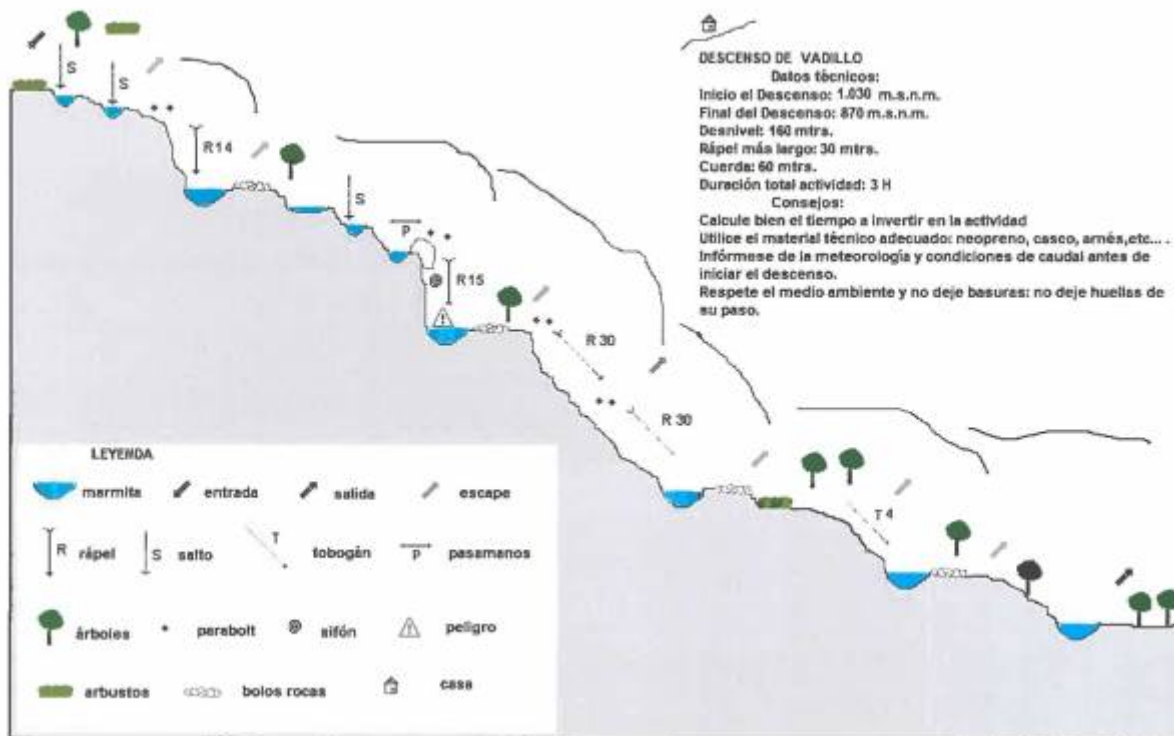 DESCENSO DE VADILLO
Datos técnicos:
Inicio el Descenso: 1.030 m.s.n.m.
Final del Descenso: 870 m.s.n.m.
Desnivel: 160 mtrs.
Rápel más largo: 30 mtrs.
Cuerda: 60 mtrs.
Duración total actividad: 3 H
Consejos:
Calcule bien el tiempo a invertir en la actividad
Utilice el material técnico adecuado: neopreno, casco, arnés,etc... .
Infórmese de la meteorología y condiciones de caudal antes de
iniciar el descenso.
Respete el medio ambiente y no deje basuras: no deje huellas de
su paso.
S
S
R14
S
P
R15
R 30
R 30
T 4
LEYENDA
marmita
entrada
salida
escape
R rápel
S salto
T tobogán
P pasamanos
árboles
parabolt
sifón
peligro
arbustos
bolos rocas
casa